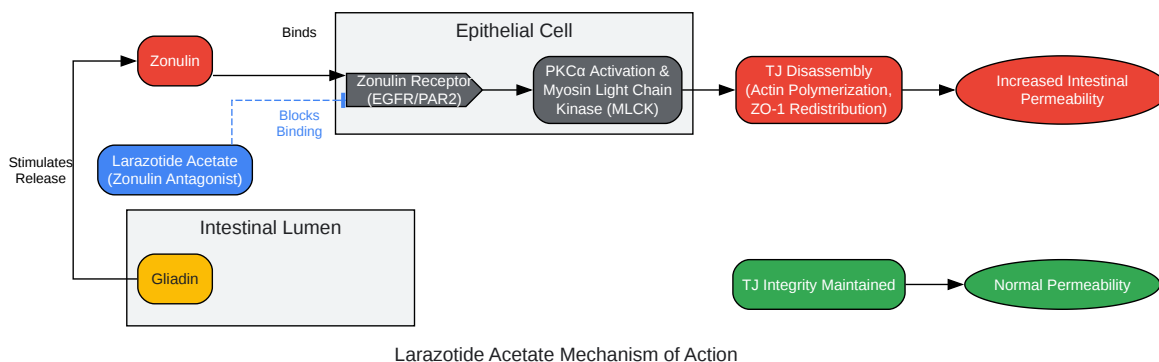 Binds
Epithelial Cell
Zonulin
Zonulin Receptor
(EGFR/PAR2)
PKCα Activation &
Myosin Light Chain
Kinase (MLCK)
TJ Disassembly
(Actin Polymerization,
ZO-1 Redistribution)
Increased Intestinal
Permeability
Blocks
Binding
Stimulates
Release
Larazotide Acetate
(Zonulin Antagonist)
Intestinal Lumen
Gliadin
TJ Integrity Maintained
Normal Permeability
Larazotide Acetate Mechanism of Action